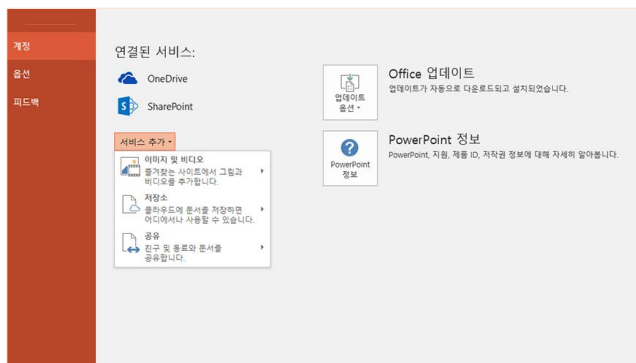 계정
옵션
피드백
연결된 서비스:
OneDrive
SharePoint
서비스 추가
이미지 및 비디오
즐겨찾는 사이트에서 그림과
비디오를 추가합니다.
저장소
클라우드에 문서를 저장하면
어디에서나 사용할 수 있습니다.
공유
친구 및 동료와 문서를
공유합니다.
업데이트
옵션
Office 업데이트
업데이트가 자동으로 다운로드되고 설치되었습니다.
PowerPoint
정보
PowerPoint 정보
PowerPoint, 지원, 제품 ID, 저작권 정보에 대해 자세히 알아봅니다.